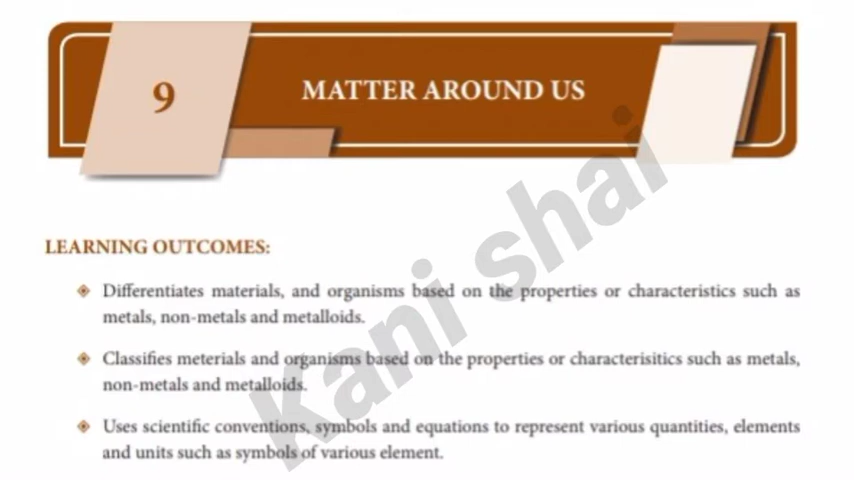 9
MATTER AROUND US
Kani shai
LEARNING OUTCOMES:
Differentiates materials, and organisms based on the properties or characteristics such as
metals, non-metals and metalloids.
Classifies meterials and organisms based on the properties or characterisitics such as metals,
non-metals and metalloids.
Uses scientific conventions, symbols and equations to represent various quantities, elements
and units such as symbols of various element.